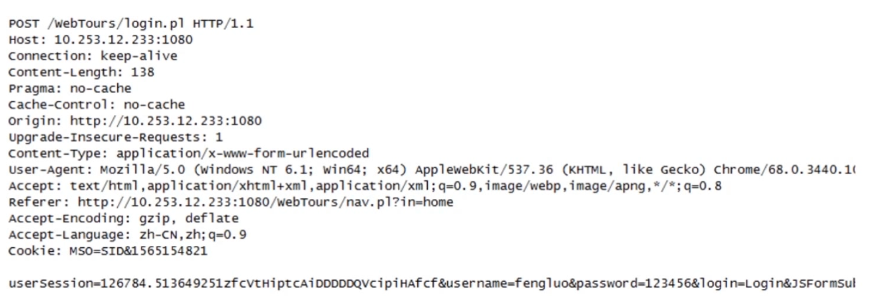 POST /WebTours/login.pl HTTP/1.1
Host: 10.253.12.233:1080
Connection: keep-alive
Content-Length: 138
Pragma: no-cache
Cache-Control: no-cache
Origin: http://10.253.12.233:1080
Upgrade-Insecure-Requests: 1
Content-Type: application/x-www-form-urlencoded
User-Agent: Mozilla/5.0 (Windows NT 6.1; Win64; x64) AppleWebKit/537.36 (KHTML, like Gecko) Chrome/68.0.3440.10
Accept: text/html,application/xhtml+xml,application/xml;q=0.9,image/webp,image/apng,*/*;q=0.8
Referer: http://10.253.12.233:1080/WebTours/nav.pl?in=home
Accept-Encoding: gzip, deflate
Accept-Language: zh-CN,zh;q=0.9
Cookie: MSO=SID&1565154821
userSession=126784.513649251zfcVtHiptcAiDDDDDQVcipiHAfcf&username=fengluo&password=123456&login=Login&JSFormSub